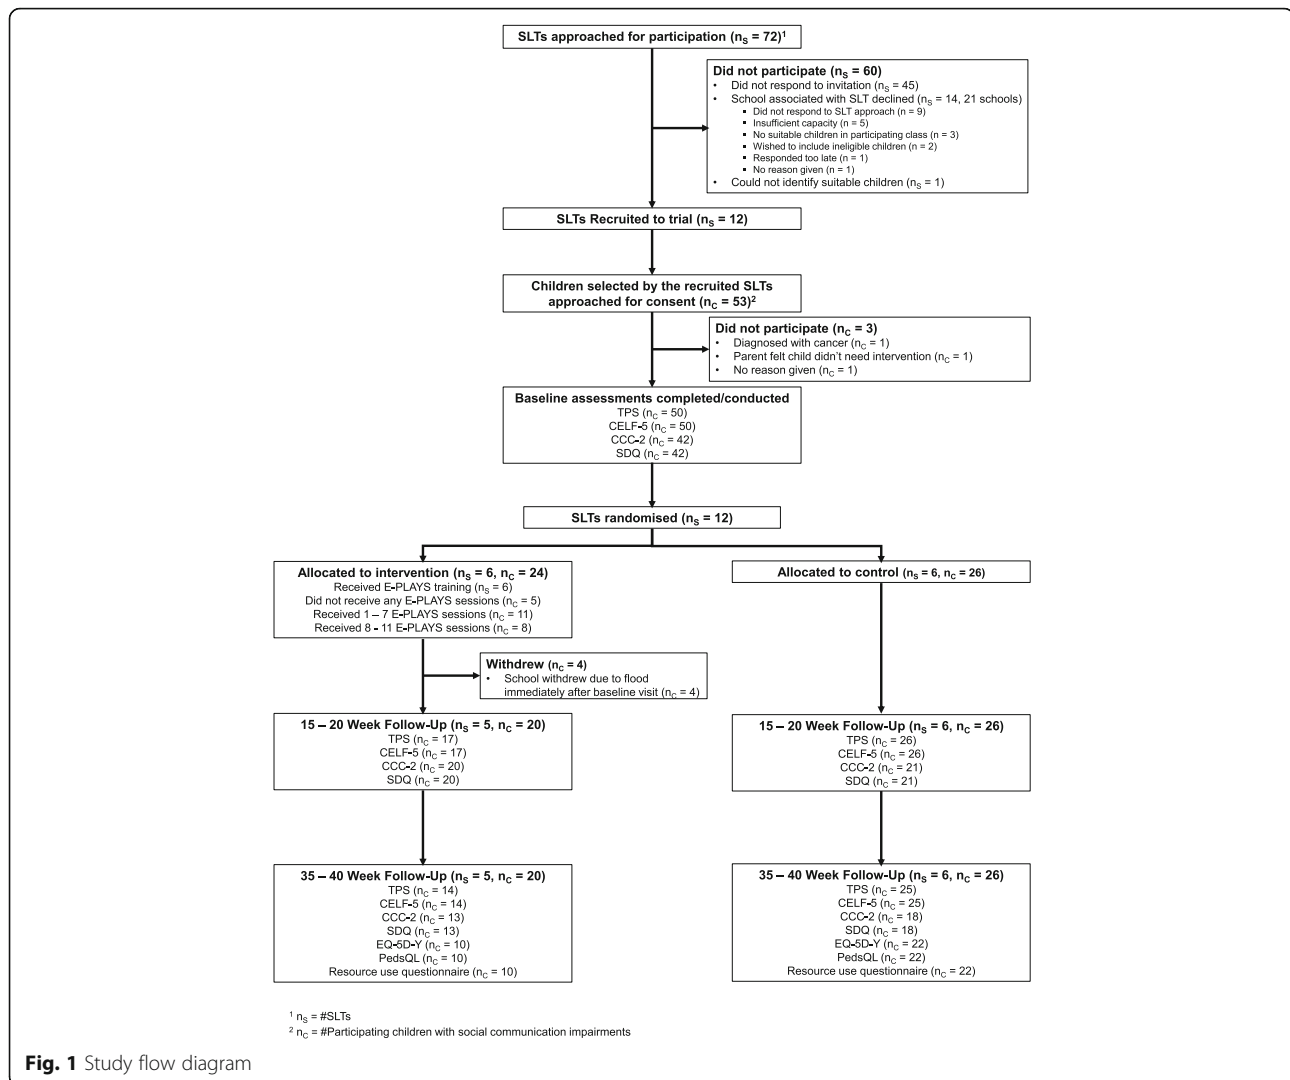 SLTs approached for participation (nS = 72)1
Did not participate (nS = 60)
• Did not respond to invitation (nS = 45)
• School associated with SLT declined (nS = 14, 21 schools)
▪ Did not respond to SLT approach (n = 9)
▪ Insufficient capacity (n = 5)
▪ No suitable children in participating class (n = 3)
▪ Wished to include ineligible children (n = 2)
▪ Responded too late (n = 1)
▪ No reason given (n = 1)
• Could not identify suitable children (nS = 1)
SLTs Recruited to trial (nS = 12)
Children selected by the recruited SLTs
approached for consent (nC = 53)2
Did not participate (nC = 3)
• Diagnosed with cancer (nC = 1)
• Parent felt child didn't need intervention (nC = 1)
• No reason given (nC = 1)
Baseline assessments completed/conducted
TPS (nC = 50)
CELF-5 (nC = 50)
CCC-2 (nC = 42)
SDQ (nC = 42)
SLTs randomised (nS = 12)
Allocated to intervention (nS = 6, nC = 24)
Received E-PLAYS training (nS = 6)
Did not receive any E-PLAYS sessions (nC = 5)
Received 1 – 7 E-PLAYS sessions (nC = 11)
Received 8 - 11 E-PLAYS sessions (nC = 8)
Allocated to control (nS = 6, nC = 26)
Withdrew (nC = 4)
• School withdrew due to flood
immediately after baseline visit (nC = 4)
15 – 20 Week Follow-Up (nS = 5, nC = 20)
TPS (nC = 17)
CELF-5 (nC = 17)
CCC-2 (nC = 20)
SDQ (nC = 20)
15 – 20 Week Follow-Up (nS = 6, nC = 26)
TPS (nC = 26)
CELF-5 (nC = 26)
CCC-2 (nC = 21)
SDQ (nC = 21)
35 – 40 Week Follow-Up (nS = 5, nC = 20)
TPS (nC = 14)
CELF-5 (nC = 14)
CCC-2 (nC = 13)
SDQ (nC = 13)
EQ-5D-Y (nC = 10)
PedsQL (nC = 10)
Resource use questionnaire (nC = 10)
35 – 40 Week Follow-Up (nS = 6, nC = 26)
TPS (nC = 25)
CELF-5 (nC = 25)
CCC-2 (nC = 18)
SDQ (nC = 18)
EQ-5D-Y (nC = 22)
PedsQL (nC = 22)
Resource use questionnaire (nC = 22)
1 nS = #SLTs
2 nC = #Participating children with social communication impairments
Fig. 1 Study flow diagram